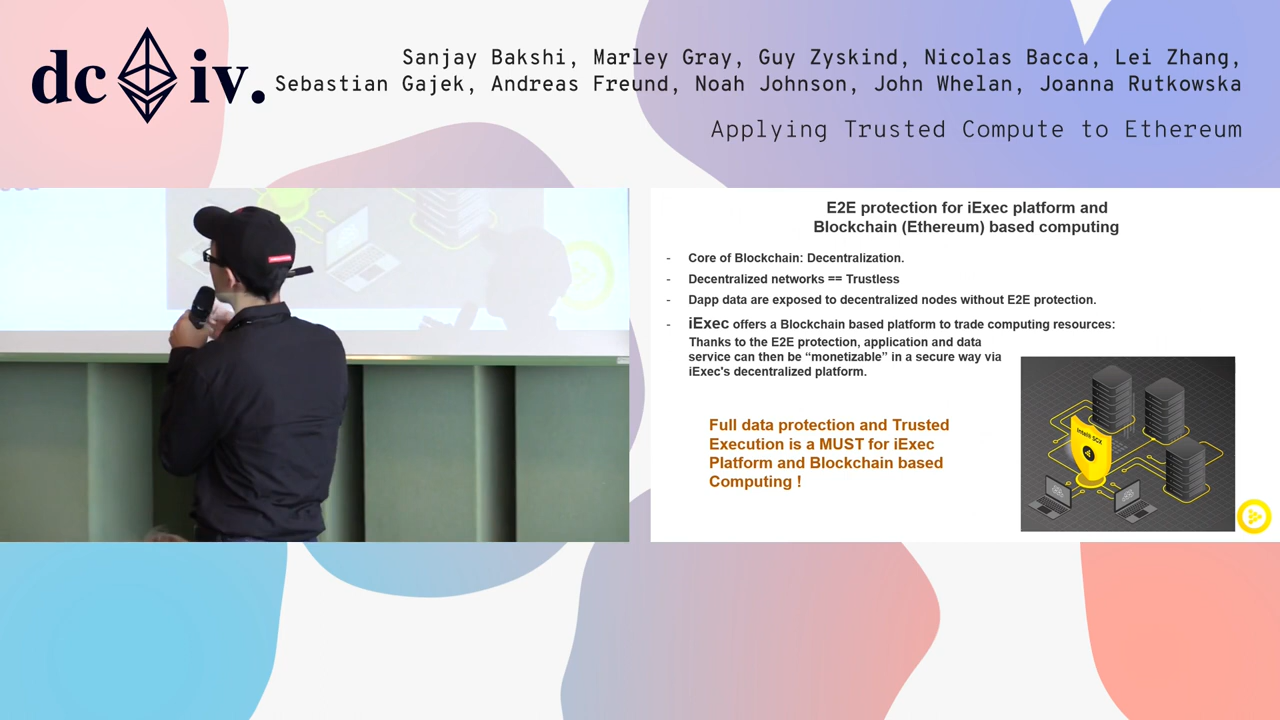 dc iv.
Sanjay Bakshi, Marley Gray, Guy Zyskind, Nicolas Bacca, Lei Zhang,
Sebastian Gajek, Andreas Freund, Noah Johnson, John Whelan, Joanna Rutkowska
Applying Trusted Compute to Ethereum
E2E protection for iExec platform and
Blockchain (Ethereum) based computing
- Core of Blockchain: Decentralization.
- Decentralized networks == Trustless
- Dapp data are exposed to decentralized nodes without E2E protection.
- iExec offers a Blockchain based platform to trade computing resources:
Thanks to the E2E protection, application and data
service can then be “monetizable” in a secure way via
iExec's decentralized platform.
Full data protection and Trusted
Execution is a MUST for iExec
Platform and Blockchain based
Computing !
Intel® SGX